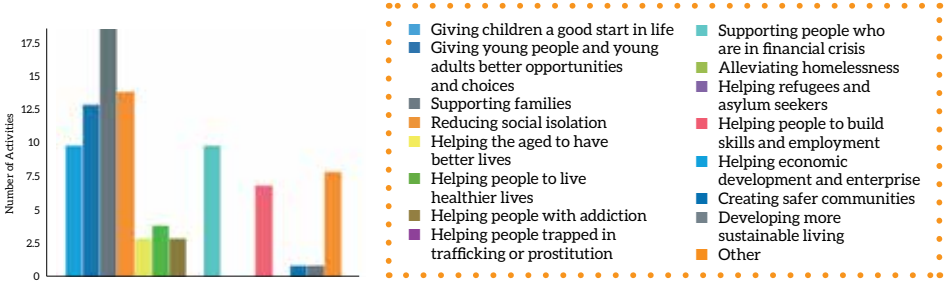 Number of Activities
17.5
15
12.5
10
7.5
5
2.5
0
Giving children a good start in life
Giving young people and young
adults better opportunities
and choices
Supporting families
Reducing social isolation
Helping the aged to have
better lives
Helping people to live
healthier lives
Helping people with addiction
Helping people trapped in
trafficking or prostitution
Supporting people who
are in financial crisis
Alleviating homelessness
Helping refugees and
asylum seekers
Helping people to build
skills and employment
Helping economic
development and enterprise
Creating safer communities
Developing more
sustainable living
Other